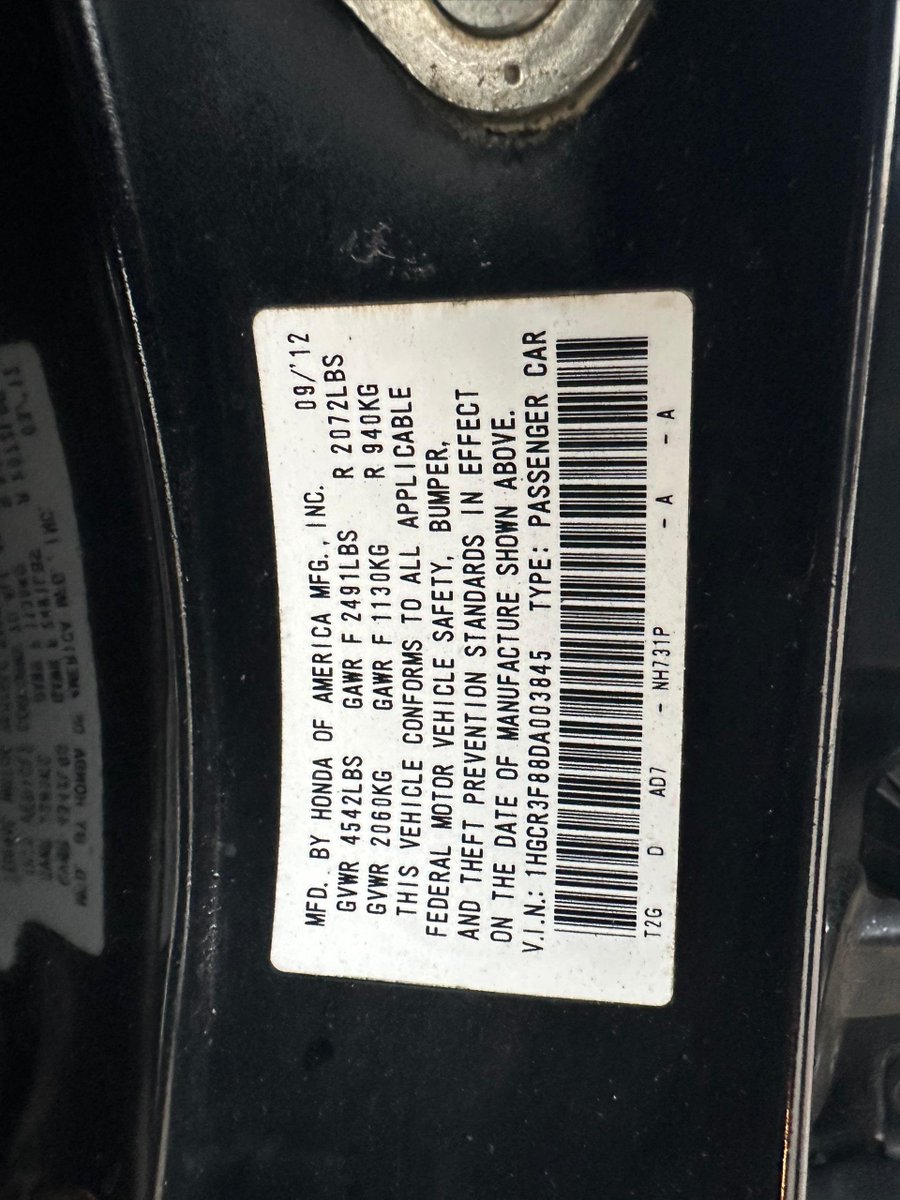 MFD. BY HONDA OF AMERICA MFG., INC. 09/'12
GVWR 4542LBS GAWR F 2491LBS R 2072LBS
GVWR 2060KG GAWR F 1130KG R 940KG
THIS VEHICLE CONFORMS TO ALL APPLICABLE
FEDERAL MOTOR VEHICLE SAFETY, BUMPER,
AND THEFT PREVENTION STANDARDS IN EFFECT
ON THE DATE OF MANUFACTURE SHOWN ABOVE.
V.I.N.: 1HGCR3F88DA003845 TYPE: PASSENGER CAR
T2G D AD7 - NH731P - A - A